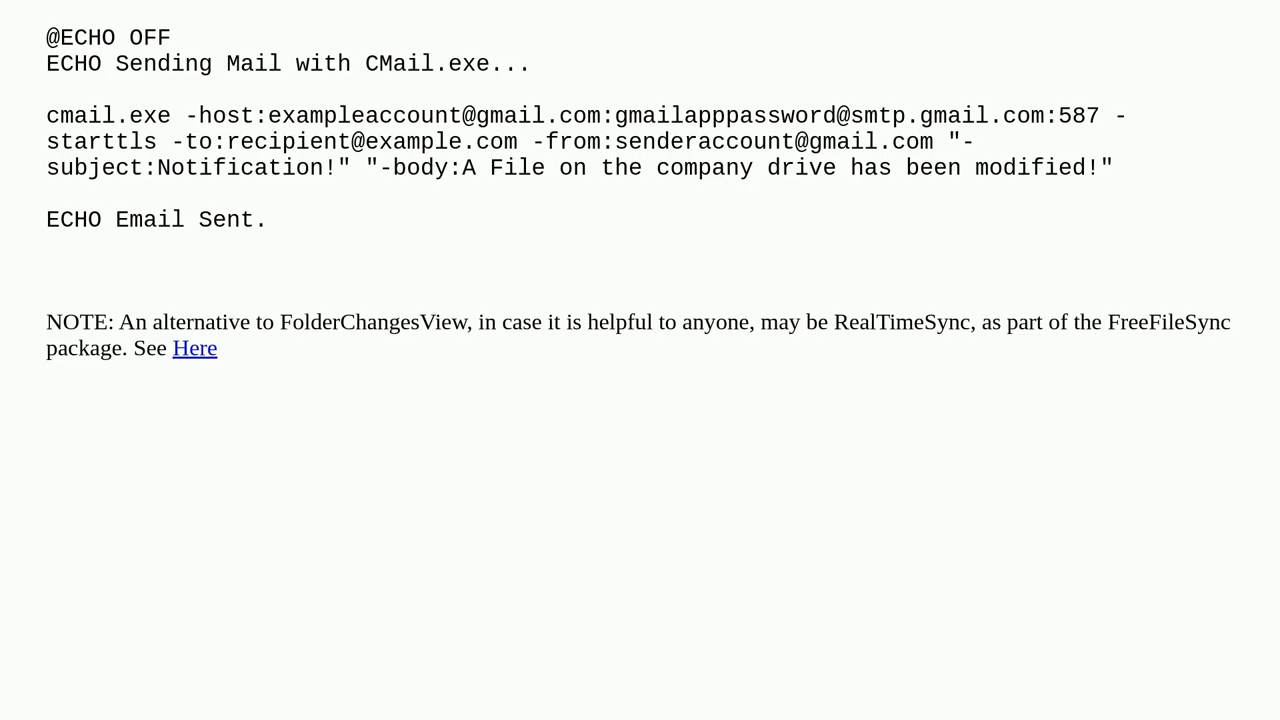 @ECHO OFF
ECHO Sending Mail with CMail.exe...
cmail.exe -host:exampleaccount@gmail.com:gmailapppassword@smtp.gmail.com:587 -
starttls -to:recipient@example.com -from:senderaccount@gmail.com "-
subject:Notification!" "-body:A File on the company drive has been modified!"
ECHO Email Sent.
NOTE: An alternative to FolderChangesView, in case it is helpful to anyone, may be RealTimeSync, as part of the FreeFileSync
package. See Here